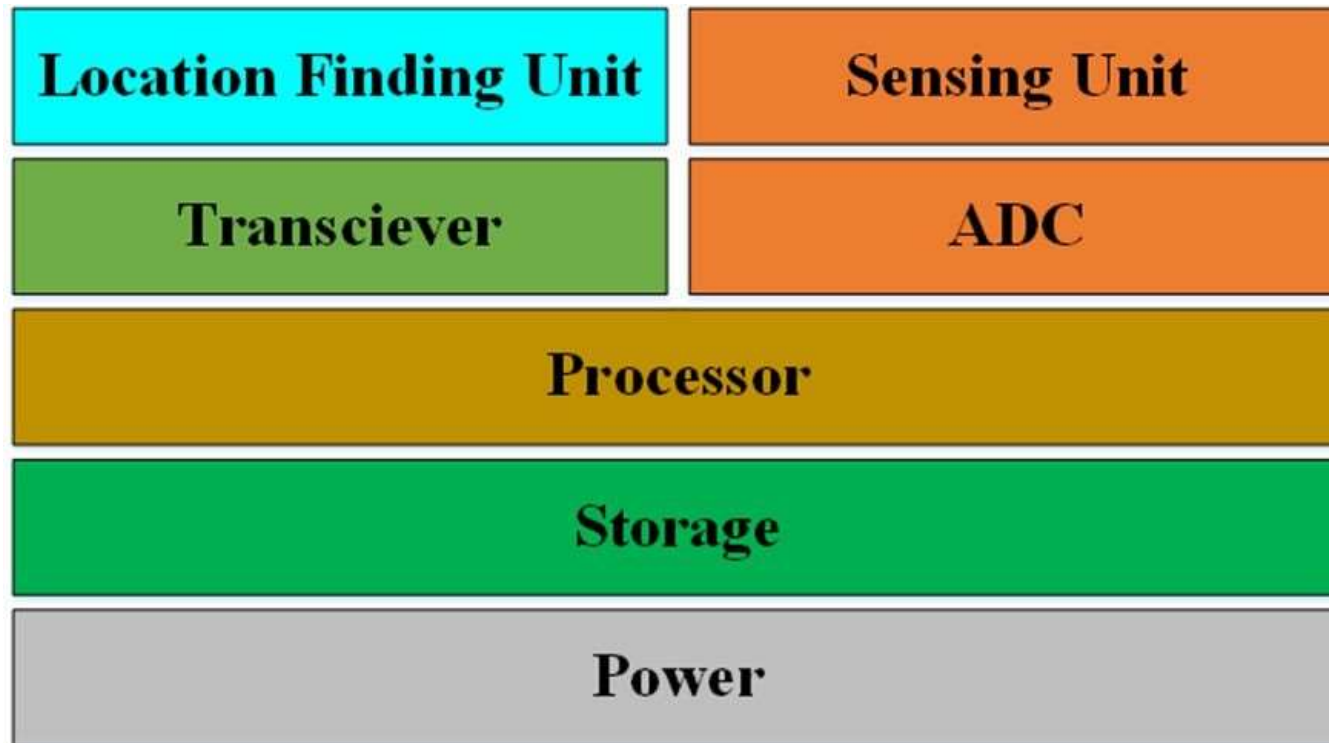 Location Finding Unit
Sensing Unit
Transciever
ADC
Processor
Storage
Power